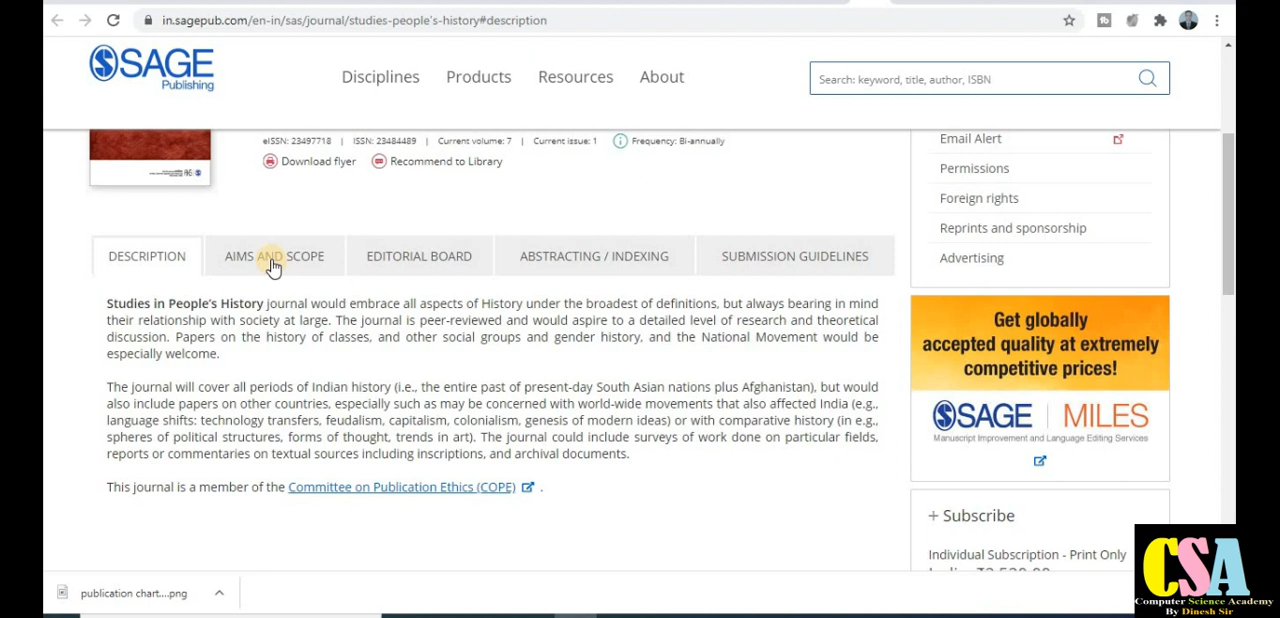 in.sagepub.com/en-in/sas/journal/studies-people's-history#description
SAGE
Publishing
Disciplines Products Resources About
Search: keyword, title, author, ISBN
eISSN: 23497718 | ISSN: 23484489 | Current volume: 7 | Current issue: 1 Frequency: Bi-annually
Download flyer Recommend to Library
Email Alert
Permissions
Foreign rights
Reprints and sponsorship
Advertising
DESCRIPTION AIMS AND SCOPE EDITORIAL BOARD ABSTRACTING / INDEXING SUBMISSION GUIDELINES
Studies in People's History journal would embrace all aspects of History under the broadest of definitions, but always bearing in mind
their relationship with society at large. The journal is peer-reviewed and would aspire to a detailed level of research and theoretical
discussion. Papers on the history of classes, and other social groups and gender history, and the National Movement would be
especially welcome.
The journal will cover all periods of Indian history (i.e., the entire past of present-day South Asian nations plus Afghanistan), but would
also include papers on other countries, especially such as may be concerned with world-wide movements that also affected India (e.g.,
language shifts: technology transfers, feudalism, capitalism, colonialism, genesis of modern ideas) or with comparative history (in e.g.,
spheres of political structures, forms of thought, trends in art). The journal could include surveys of work done on particular fields,
reports or commentaries on textual sources including inscriptions, and archival documents.
This journal is a member of the Committee on Publication Ethics (COPE) .
Get globally
accepted quality at extremely
competitive prices!
SAGE | MILES
Manuscript Improvement and Language Editing Services
+ Subscribe
Individual Subscription - Print Only
publication chart....png
CSA
Computer Science Academy
By Dinesh Sir